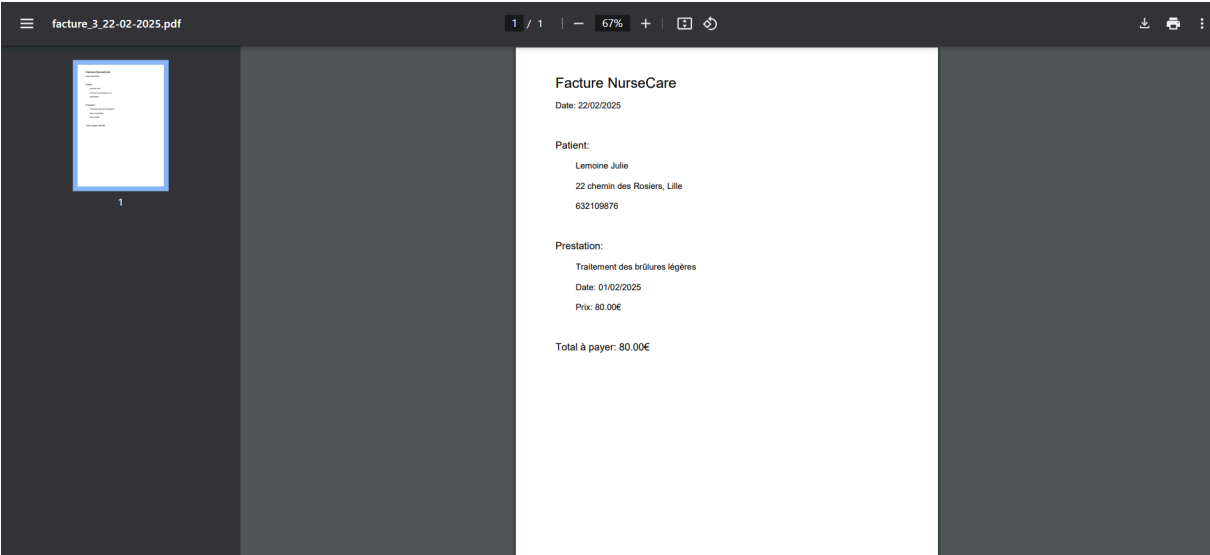 facture_3_22-02-2025.pdf
1 / 1
67%
1
Facture NurseCare
Date: 22/02/2025
Patient:
Lemoine Julie
22 chemin des Rosiers, Lille
632109876
Prestation:
Traitement des brûlures légères
Date: 01/02/2025
Prix: 80.00€
Total à payer: 80.00€